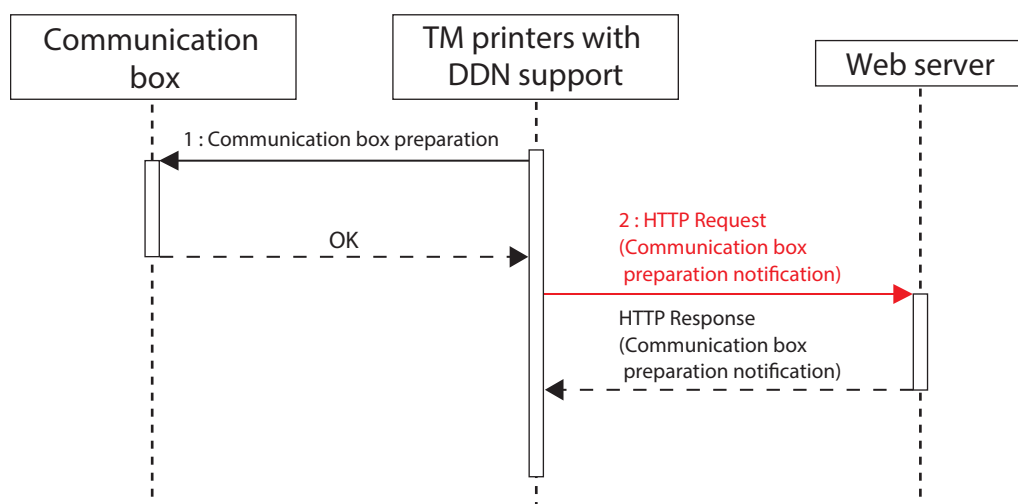 Communication
box
TM printers with
DDN support
Web server
1 : Communication box preparation
OK
2 : HTTP Request
(Communication box
preparation notification)
HTTP Response
(Communication box
preparation notification)